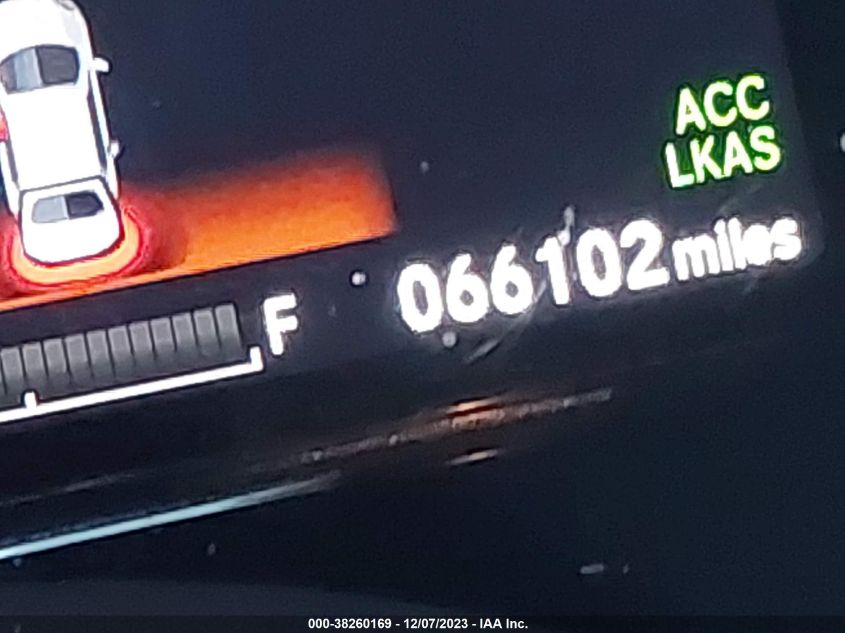 ACC
LKAS
066102 miles
F
000-38260169 - 12/07/2023 - IAA Inc.